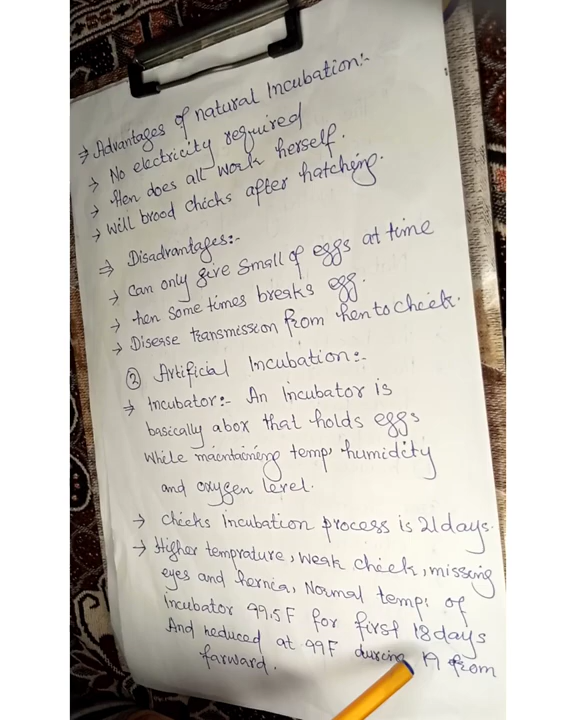 ⇒ Advantages of natural Incubation:-
→ No electricity required
→ Hen does all work herself.
→ Will brood chicks after hatching.
⇒ Disadvantages:-
→ Can only give small of eggs at time
→ hen some times breaks egg.
→ Disease transmission from hen to cheek.
② Artificial Incubation:-
→ Incubator:- An Incubator is
basically abox that holds eggs
While maentaineng temp, humidity
and oxygen level.
→ Chicks incubation process is 21 days.
→ Higher temprature, weak cheek, missing
eyes and hernia, Normal temp: of
incubator 99.5F for first 18 days
And reduced at 99F during 19 from
farward.